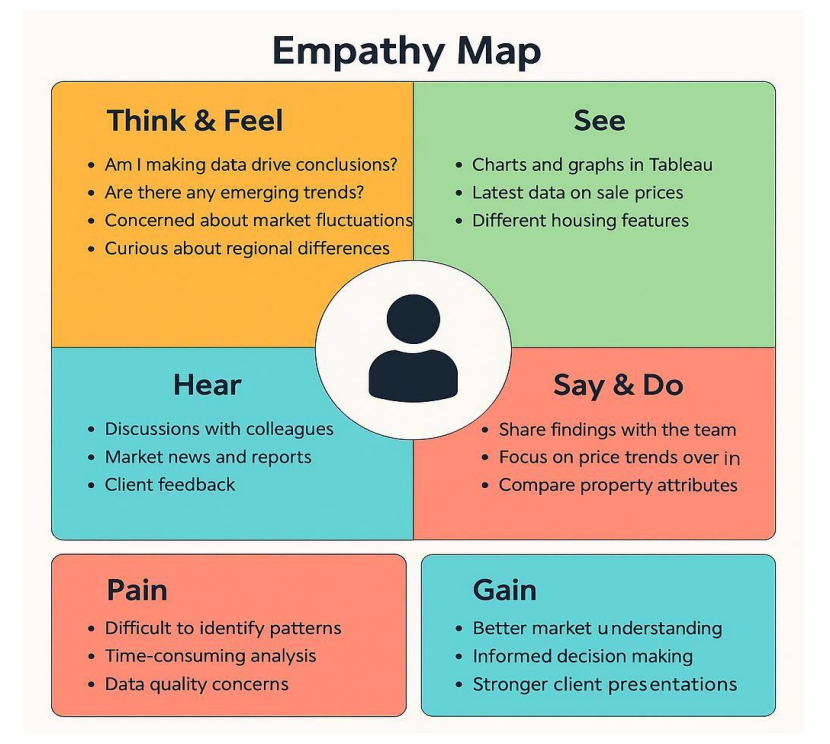 Empathy Map
Think & Feel
• Am I making data drive conclusions?
• Are there any emerging trends?
• Concerned about market fluctuations
• Curious about regional differences
See
• Charts and graphs in Tableau
• Latest data on sale prices
• Different housing features
Hear
• Discussions with colleagues
• Market news and reports
• Client feedback
Say & Do
• Share findings with the team
• Focus on price trends over in
• Compare property attributes
Pain
• Difficult to identify patterns
• Time-consuming analysis
• Data quality concerns
Gain
• Better market understanding
• Informed decision making
• Stronger client presentations